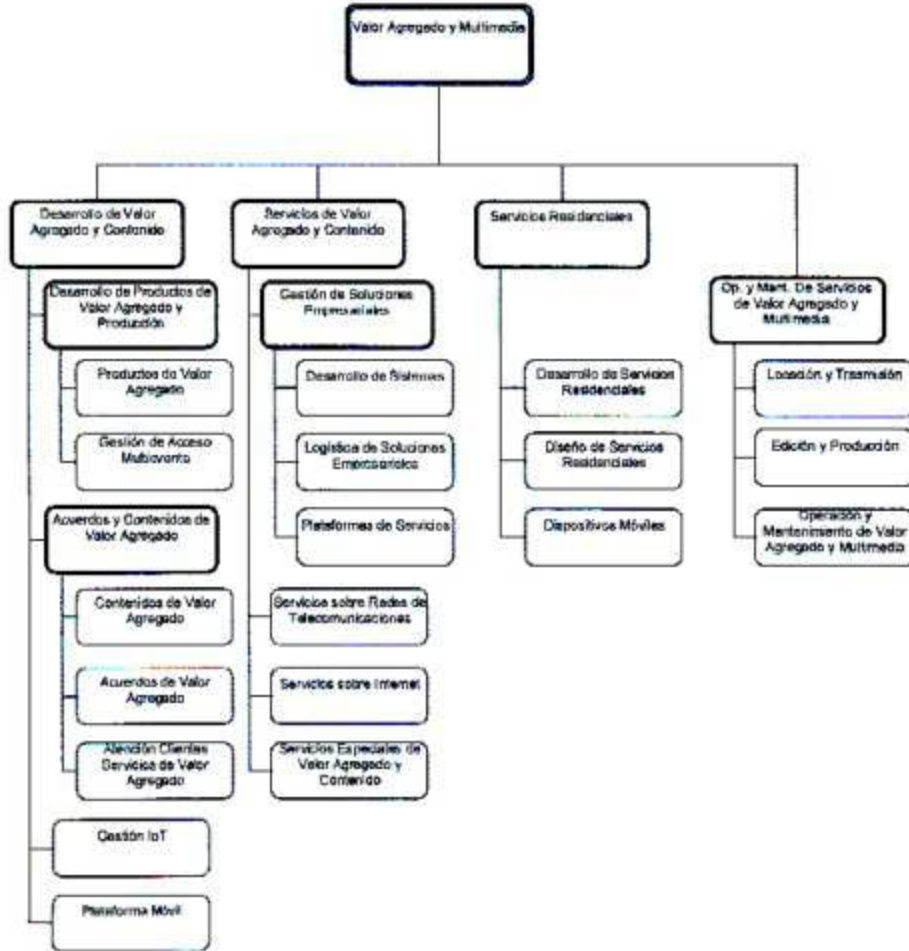 Valor Agregado y Multimedia
Desarrollo de Valor
Agregado y Contenido
Desarrollo de Productos de
Valor Agregado y
Producción
Productos de Valor
Agregado
Gestión de Acceso
Multievento
Acuerdos y Contenidos de
Valor Agregado
Contenidos de Valor
Agregado
Acuerdos de Valor
Agregado
Atención Clientes
Servicios de Valor
Agregado
Gestión IoT
Plataforma Móvil
Servicios de Valor
Agregado y Contenido
Gestión de Soluciones
Empresariales
Desarrollo de Sistemas
Logística de Soluciones
Empresariales
Plataformas de Servicios
Servicios sobre Redes de
Telecomunicaciones
Servicios sobre Internet
Servicios Especiales de
Valor Agregado y
Contenido
Servicios Residenciales
Desarrollo de Servicios
Residenciales
Diseño de Servicios
Residenciales
Dispositivos Móviles
Op. y Mant. De Servicios
de Valor Agregado y
Multimedia
Locación y Trasmisión
Edición y Producción
Operación y
Mantenimiento de Valor
Agregado y Multimedia